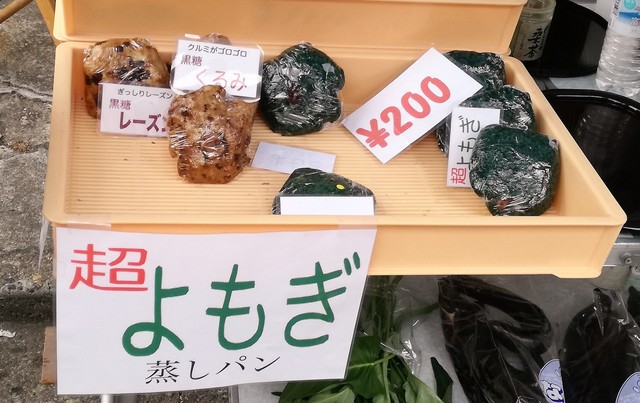 クルミがゴロゴロ
黒糖
くるみ
ぎっしりレーズン
黒糖
レーズン
¥200
超よもぎ
超よもぎ
蒸しパン